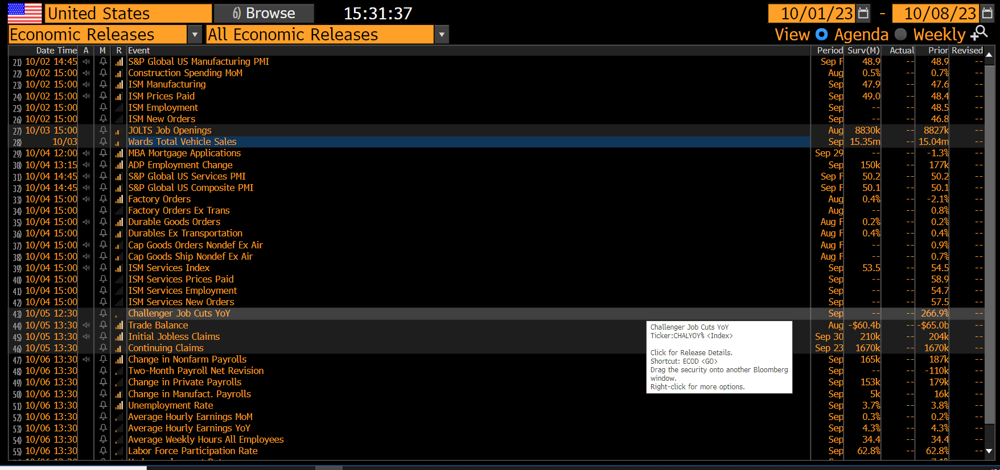 United States 6) Browse 15:31:37 10/01/23 - 10/08/23
Economic Releases All Economic Releases View Agenda Weekly
Date Time A M R Event Period Surv(M) Actual Prior Revised
21) 10/02 14:45 S&P Global US Manufacturing PMI Sep F 48.9 -- 48.9 --
22) 10/02 15:00 Construction Spending MoM Aug 0.5% -- 0.7% --
23) 10/02 15:00 ISM Manufacturing Sep 47.9 -- 47.6 --
24) 10/02 15:00 ISM Prices Paid Sep 49.0 -- 48.4 --
25) 10/02 15:00 ISM Employment Sep -- -- 48.5 --
26) 10/02 15:00 ISM New Orders Sep -- -- 46.8 --
27) 10/03 15:00 JOLTS Job Openings Aug 8830k -- 8827k --
28) 10/03 Wards Total Vehicle Sales Sep 15.35m -- 15.04m --
29) 10/04 12:00 MBA Mortgage Applications Sep 29 -- -- -1.3% --
30) 10/04 13:15 ADP Employment Change Sep 150k -- 177k --
31) 10/04 14:45 S&P Global US Services PMI Sep F 50.2 -- 50.2 --
32) 10/04 14:45 S&P Global US Composite PMI Sep F 50.1 -- 50.1 --
33) 10/04 15:00 Factory Orders Aug 0.4% -- -2.1% --
34) 10/04 15:00 Factory Orders Ex Trans Aug -- -- 0.8% --
35) 10/04 15:00 Durable Goods Orders Aug F 0.2% -- 0.2% --
36) 10/04 15:00 Durables Ex Transportation Aug F 0.4% -- 0.4% --
37) 10/04 15:00 Cap Goods Orders Nondef Ex Air Aug F -- -- 0.9% --
38) 10/04 15:00 Cap Goods Ship Nondef Ex Air Aug F -- -- 0.7% --
39) 10/04 15:00 ISM Services Index Sep 53.5 -- 54.5 --
40) 10/04 15:00 ISM Services Prices Paid Sep -- -- 58.9 --
41) 10/04 15:00 ISM Services Employment Sep -- -- 54.7 --
42) 10/04 15:00 ISM Services New Orders Sep -- -- 57.5 --
43) 10/05 12:30 Challenger Job Cuts YoY Sep -- -- 266.9% --
44) 10/05 13:30 Trade Balance Aug -$60.4b -- -$65.0b --
45) 10/05 13:30 Initial Jobless Claims Sep 30 210k -- 204k --
46) 10/05 13:30 Continuing Claims Sep 23 1670k -- 1670k --
47) 10/06 13:30 Change in Nonfarm Payrolls Sep 165k -- 187k --
48) 10/06 13:30 Two-Month Payroll Net Revision Sep -- -- -110k --
49) 10/06 13:30 Change in Private Payrolls Sep 153k -- 179k --
50) 10/06 13:30 Change in Manufact. Payrolls Sep 5k -- 16k --
51) 10/06 13:30 Unemployment Rate Sep 3.7% -- 3.8% --
52) 10/06 13:30 Average Hourly Earnings MoM Sep 0.3% -- 0.2% --
53) 10/06 13:30 Average Hourly Earnings YoY Sep 4.3% -- 4.3% --
54) 10/06 13:30 Average Weekly Hours All Employees Sep 34.4 -- 34.4 --
55) 10/06 13:30 Labor Force Participation Rate Sep 62.8% -- 62.8% --
Challenger Job Cuts YoY
Ticker:CHALYOY% <Index>
Click for Release Details.
Shortcut: ECOD <GO>
Drag the security onto another Bloomberg
window.
Right-click for more options.